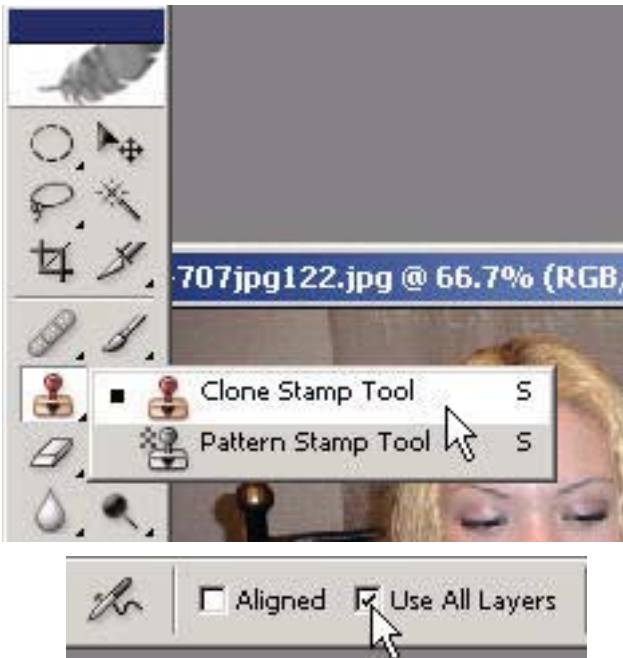 -707jpg122.jpg @ 66.7% (RGB,
Clone Stamp Tool S
Pattern Stamp Tool S
Aligned Use All Layers